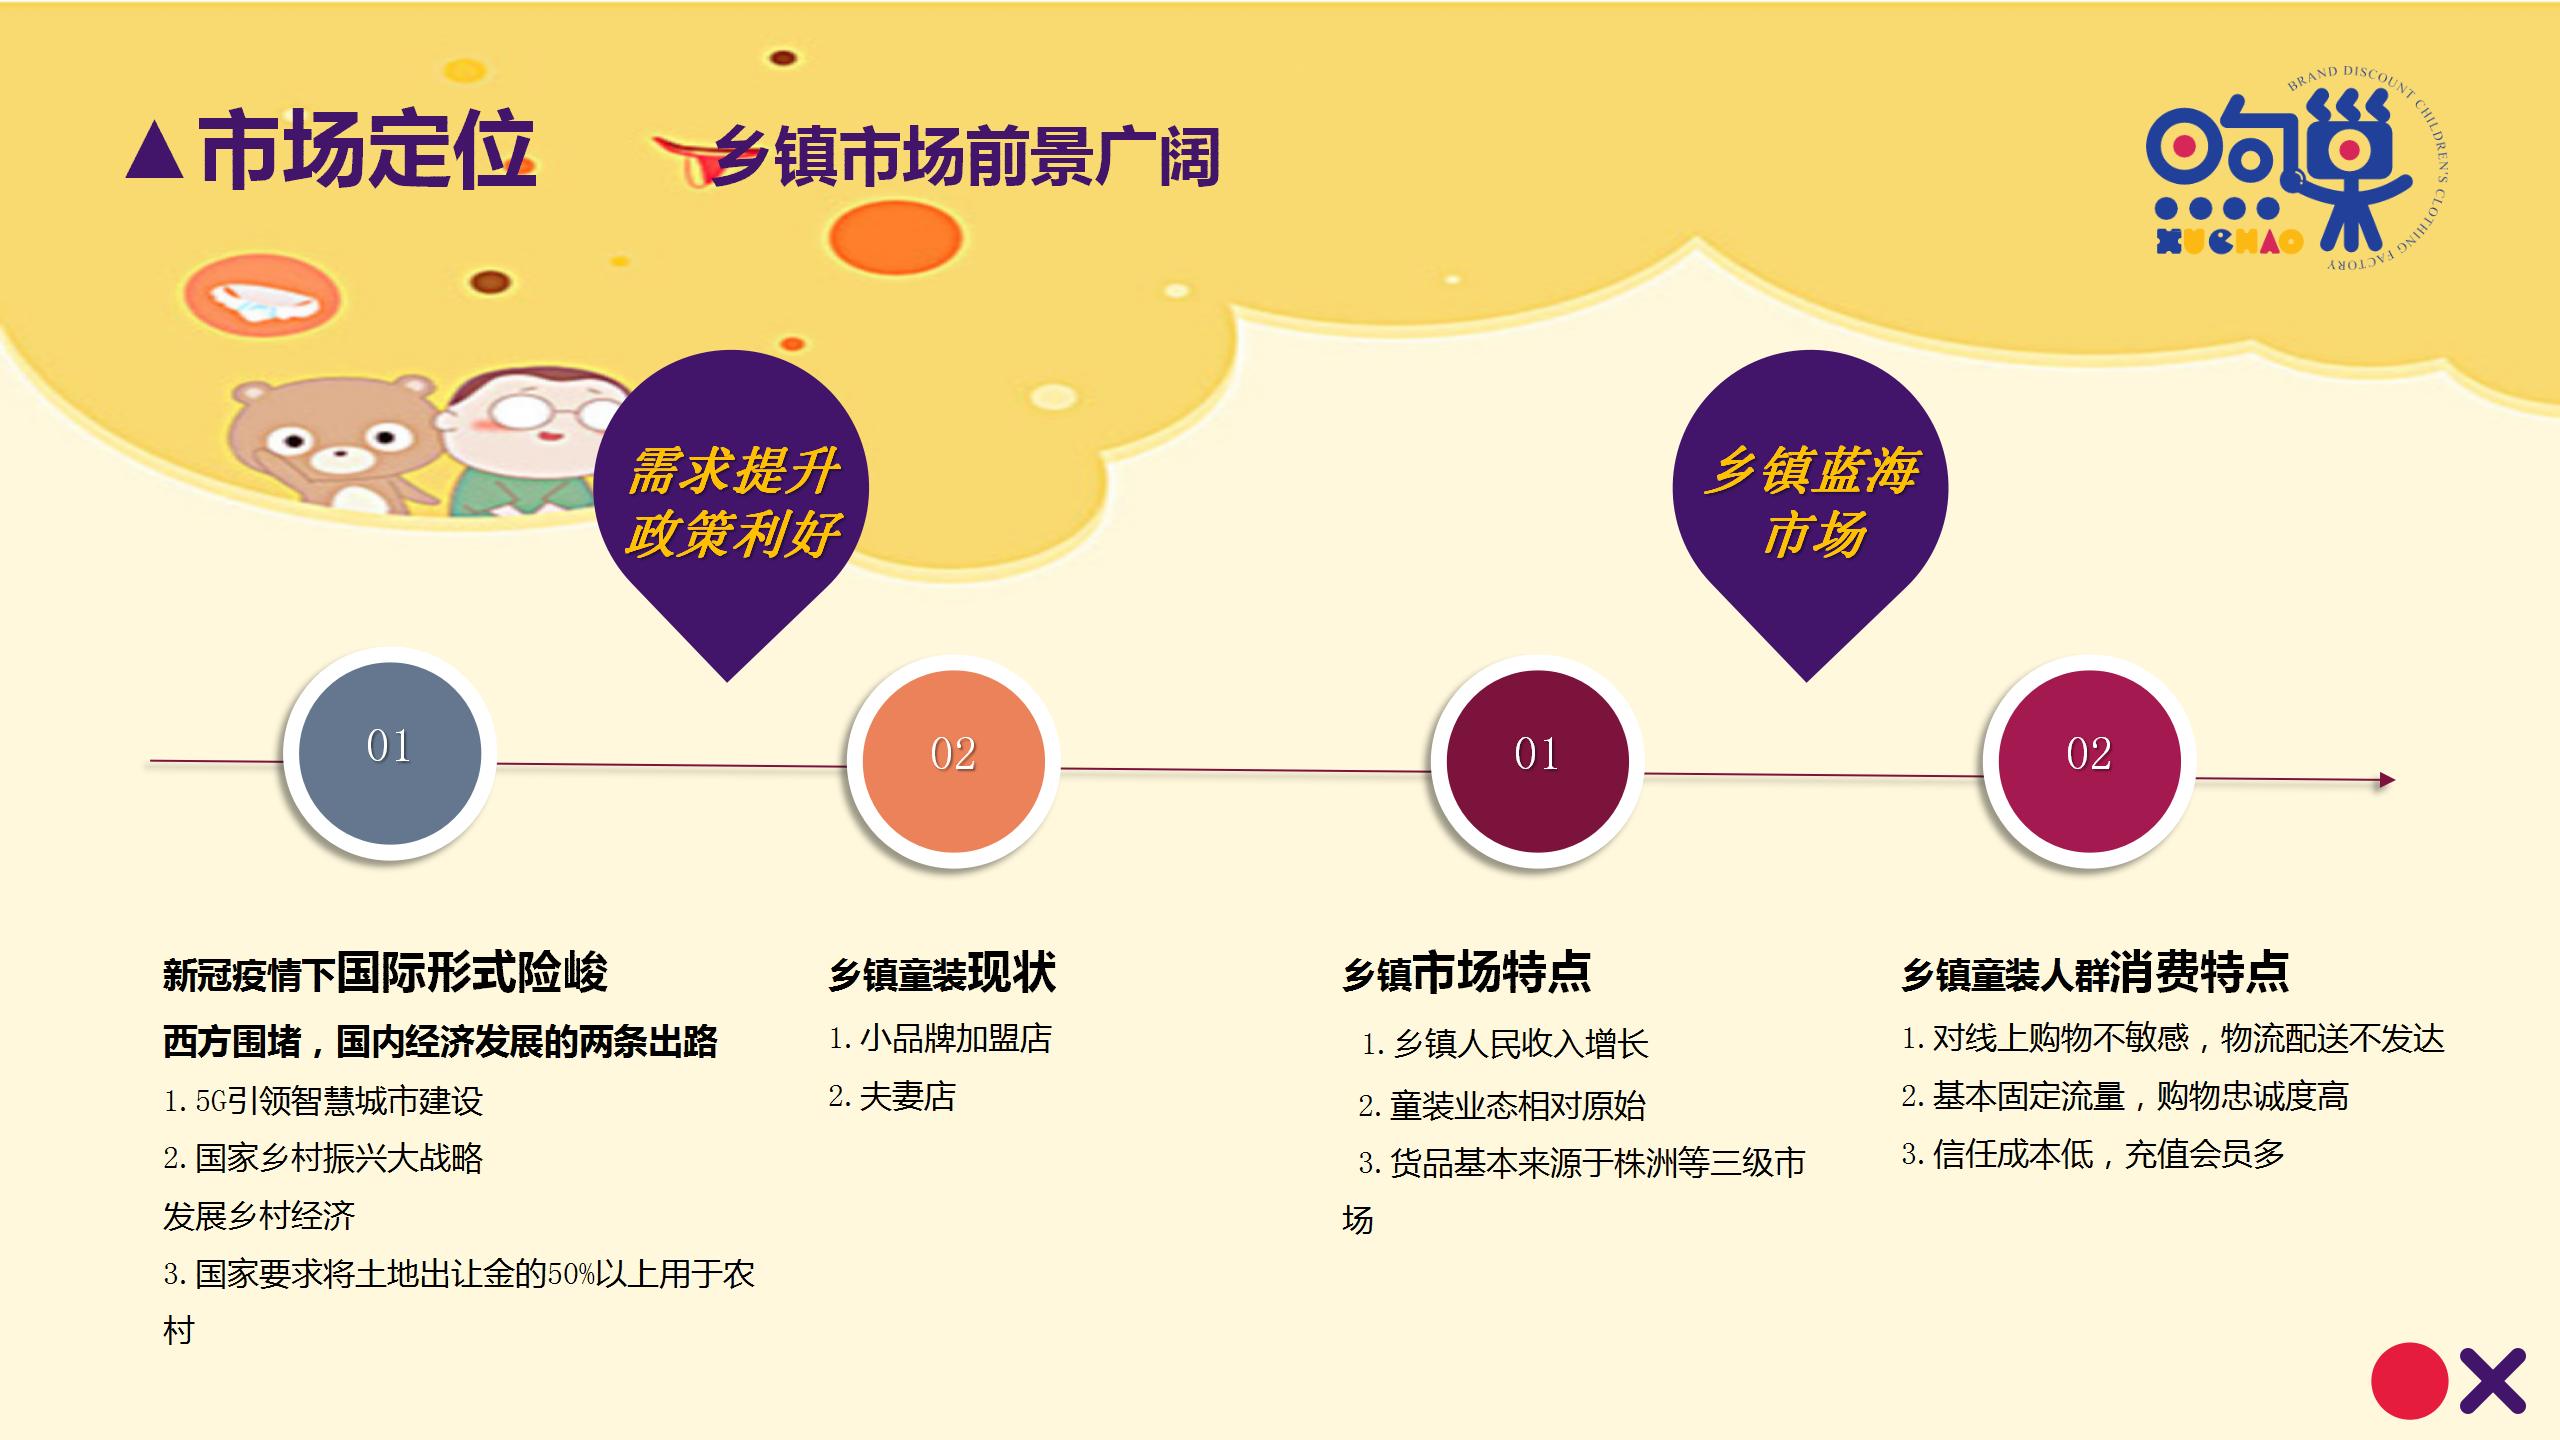 ▲市场定位
乡镇市场前景广阔
BRAND DISCOUNT CHILDREN'S CLOTHING FACTORY
XUCHAO
需求提升
政策利好
乡镇蓝海
市场
01
02
01
02
新冠疫情下国际形式险峻
西方围堵，国内经济发展的两条出路
1. 5G引领智慧城市建设
2. 国家乡村振兴大战略
发展乡村经济
3. 国家要求将土地出让金的50%以上用于农
村
乡镇童装现状
1. 小品牌加盟店
2. 夫妻店
乡镇市场特点
1. 乡镇人民收入增长
2. 童装业态相对原始
3. 货品基本来源于株洲等三级市
场
乡镇童装人群消费特点
1. 对线上购物不敏感，物流配送不发达
2. 基本固定流量，购物忠诚度高
3. 信任成本低，充值会员多